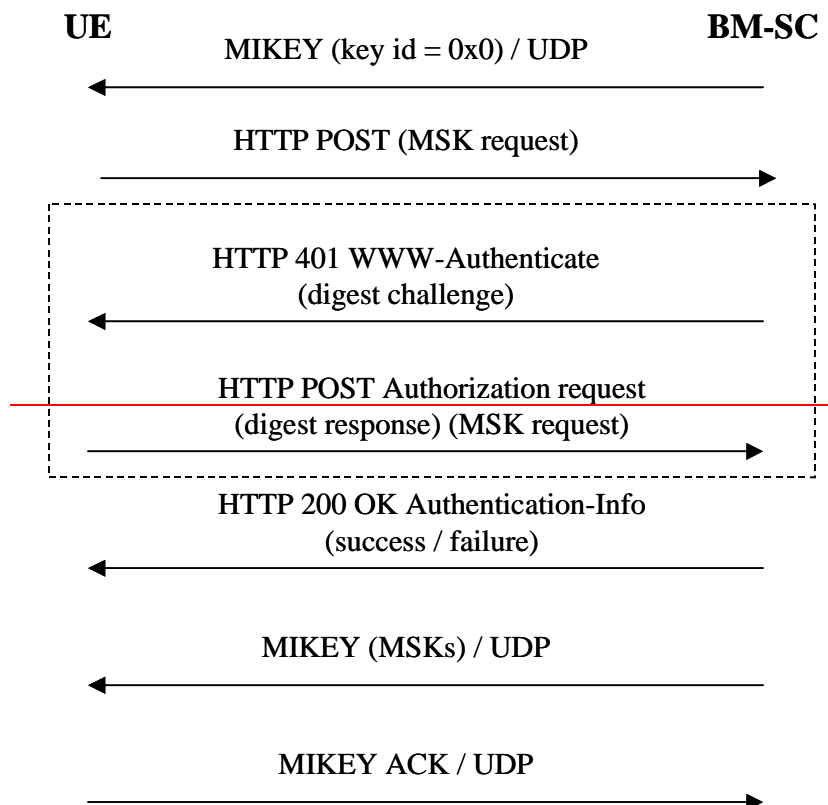 UE BM-SC
MIKEY (key id = 0x0) / UDP
HTTP POST (MSK request)
HTTP 401 WWW-Authenticate
(digest challenge)
HTTP POST Authorization request
(digest response) (MSK request)
HTTP 200 OK Authentication-Info
(success / failure)
MIKEY (MSKs) / UDP
MIKEY ACK / UDP